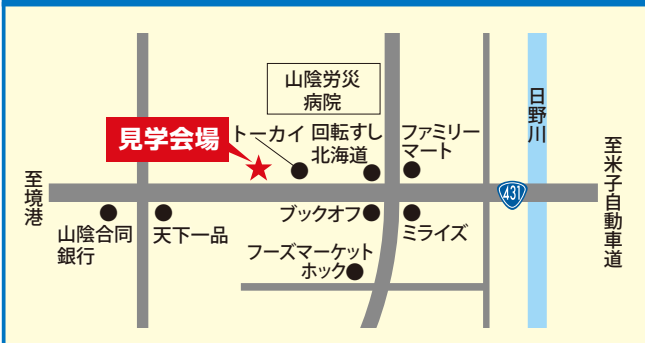 山陰労災
病院
見学会場
トーカイ
回転すし
北海道
ファミリー
マート
日野川
至境港
431
至米子自動車道
山陰合同
銀行
天下一品
ブックオフ
ミライズ
フーズマーケット
ホック